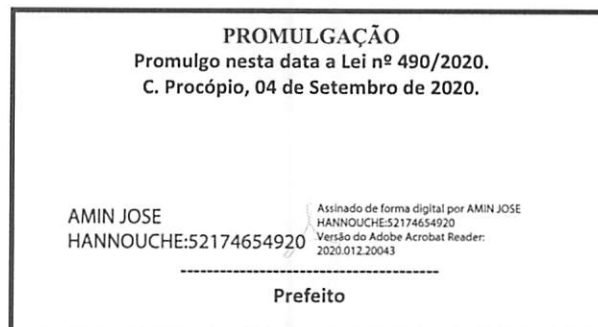 PROMULGAÇÃO
Promulgo nesta data a Lei nº 490/2020.
C. Procópio, 04 de Setembro de 2020.
AMIN JOSE
HANNOUCHE:52174654920
Assinado de forma digital por AMIN JOSE
HANNOUCHE:52174654920
Versão do Adobe Acrobat Reader:
2020.012.20043
----------------------------------------
Prefeito